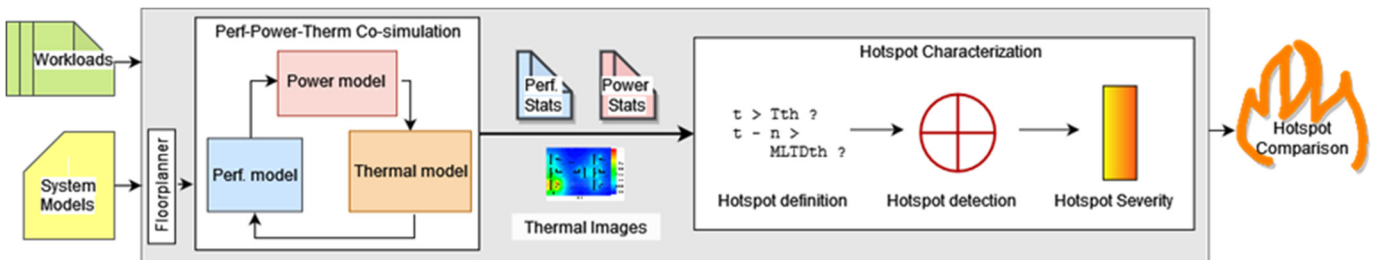 Workloads
System
Models
Floorplanner
Perf-Power-Therm Co-simulation
Power model
Perf. model
Thermal model
Perf.
Stats
Power
Stats
Thermal Images
Hotspot Characterization
t > Tth ?
t - n >
MLTDth ?
Hotspot definition
Hotspot detection
Hotspot Severity
Hotspot
Comparison